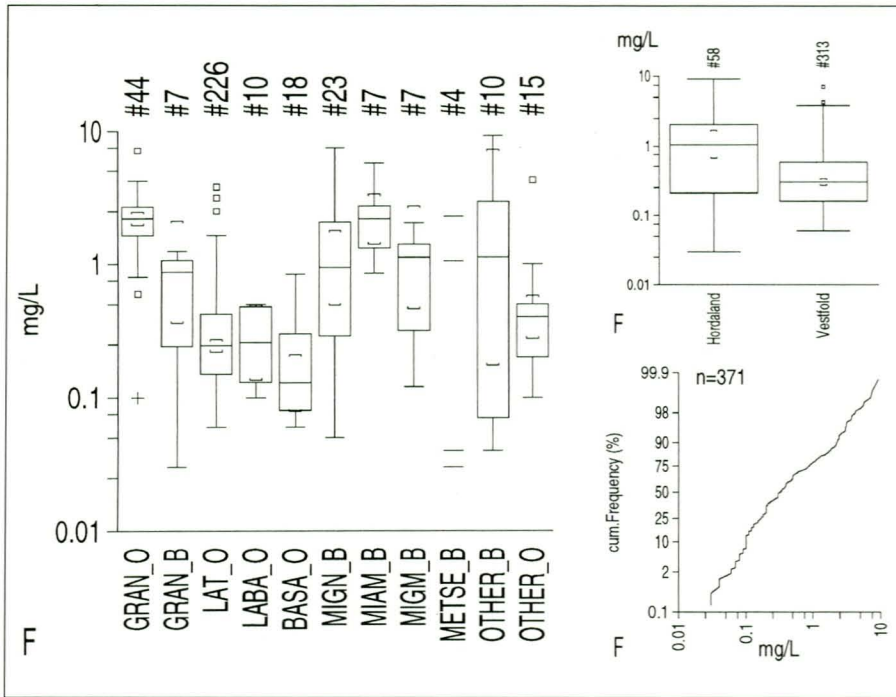 #44
#7
#226
#10
#18
#23
#7
#7
#4
#10
#15
10
1
0.1
0.01
mg/L
GRAN_O
GRAN_B
LAT_O
LABA_O
BASA_O
MIGN_B
MIAM_B
MIGM_B
METSE_B
OTHER_B
OTHER_O
F
mg/L
#58
#313
10
1
0.1
0.01
Hordaland
Vestfold
F
n=371
99.9
98
90
75
50
25
10
2
0.1
cum.Frequency (%)
0.01
0.1
1
10
mg/L
F